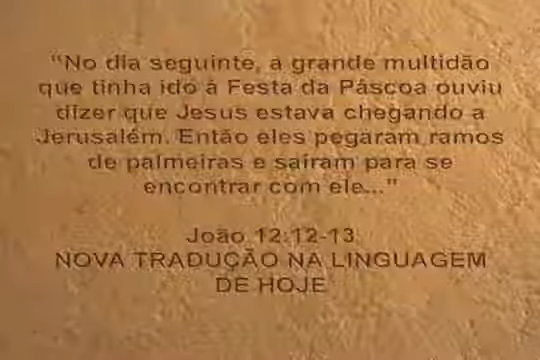 "No dia seguinte, a grande multidão
que tinha ido à Festa da Páscoa ouviu
dizer que Jesus estava chegando a
Jerusalém. Então eles pegaram ramos
de palmeiras e saíram para se
encontrar com ele..."
João 12:12-13
NOVA TRADUÇÃO NA LINGUAGEM
DE HOJE